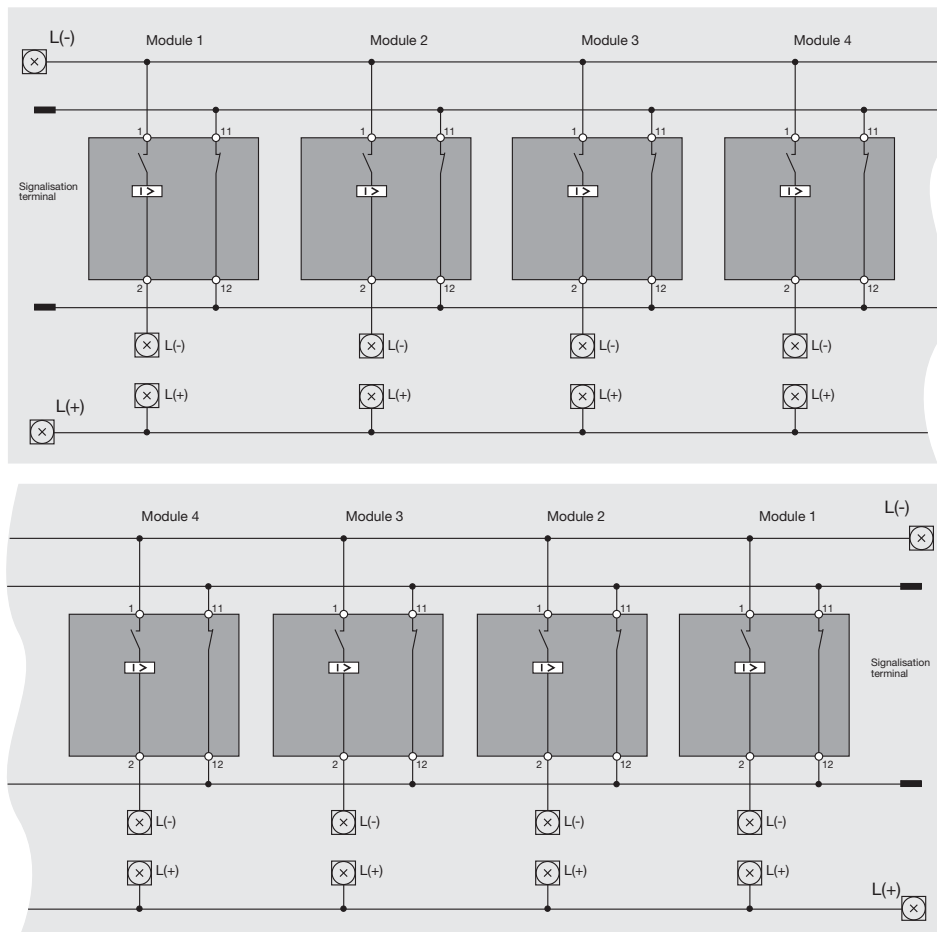 L(-)
Module 1 Module 2 Module 3 Module 4
1 11 1 11 1 11 1 11
Signalisation
terminal
I > I > I > I >
2 12 2 12 2 12 2 12
L(-) L(-) L(-) L(-)
L(+) L(+) L(+) L(+)
L(+)
L(-)
Module 4 Module 3 Module 2 Module 1
1 11 1 11 1 11 1 11
Signalisation
terminal
I > I > I > I >
2 12 2 12 2 12 2 12
L(-) L(-) L(-) L(-)
L(+) L(+) L(+) L(+)
L(+)